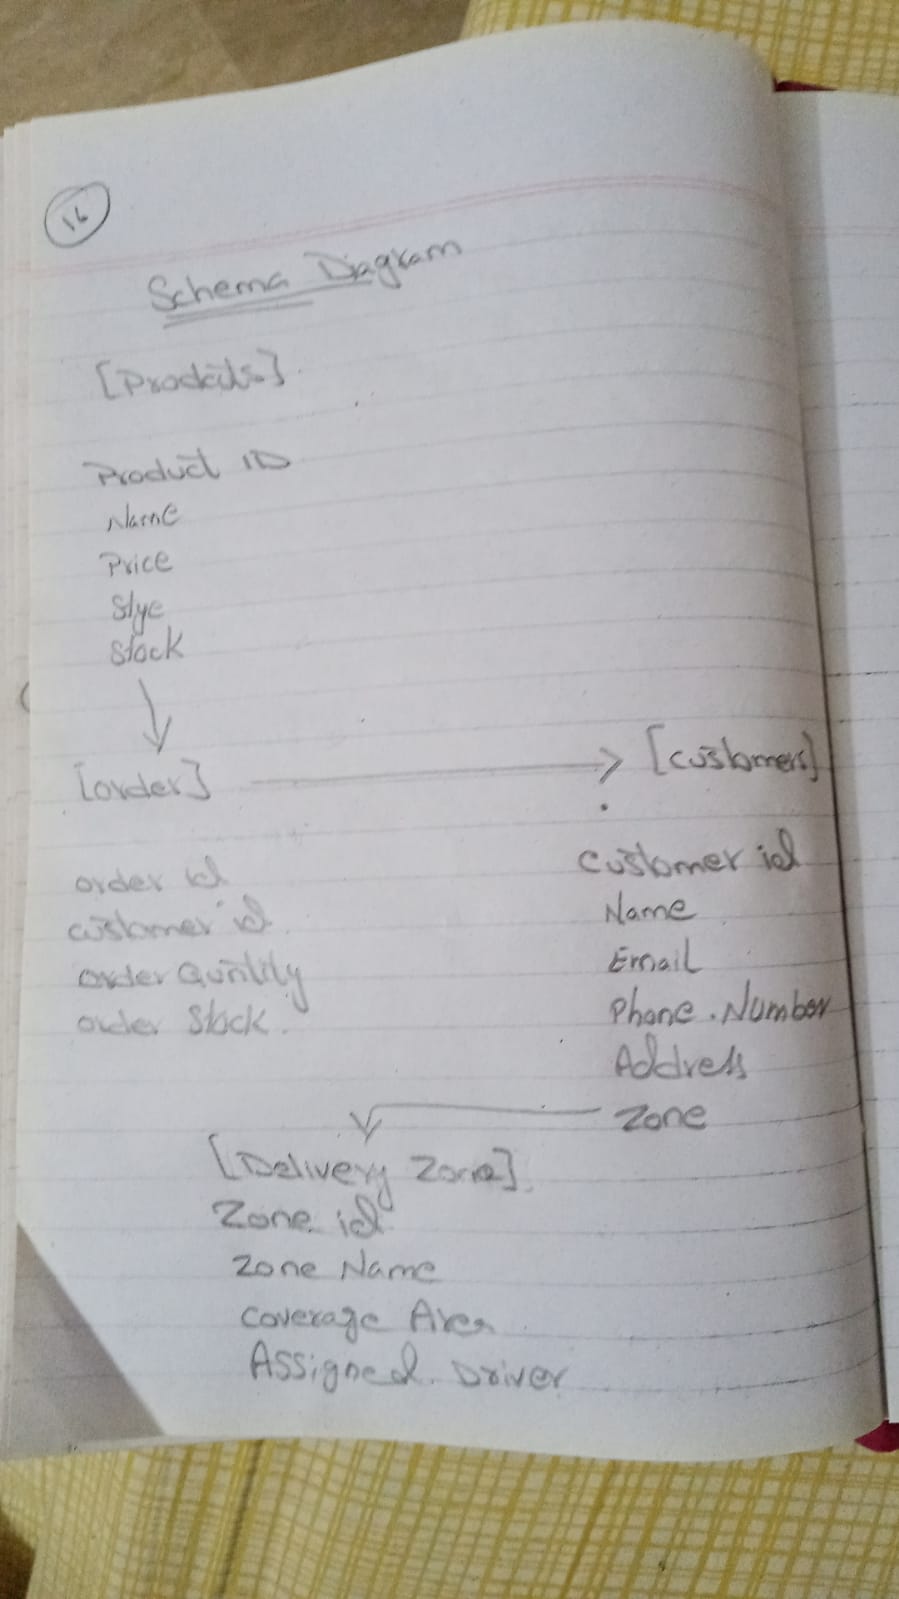 16
Schema Diagram
[Products]
Product ID
Name
Price
Stye
Stock
[order]
[customers]
order id
customer id
order Quntity
order Stock.
customer id
Name
Email
Phone.Number
Address
Zone
[Delivery Zone]
Zone id
Zone Name
Coverage Area
Assigned Driver